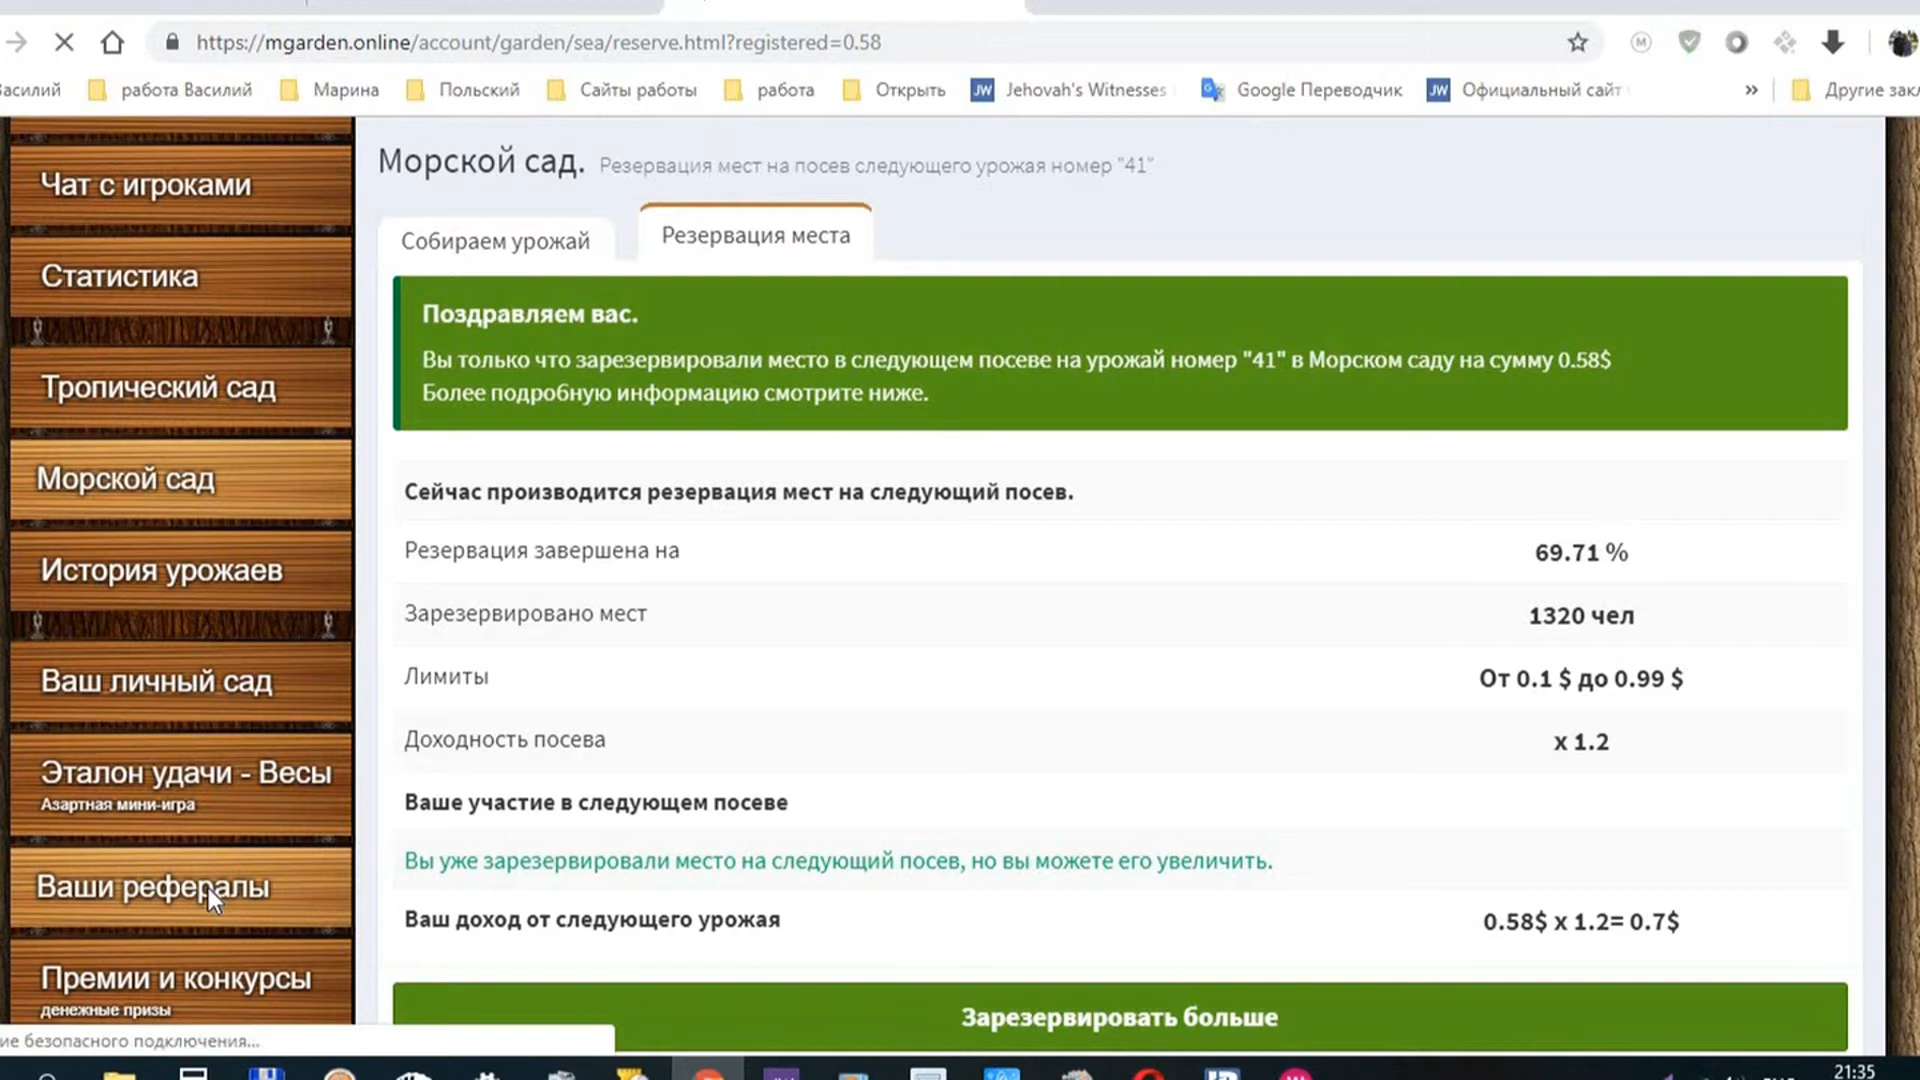 https://mgarden.online/account/garden/sea/reserve.html?registered=0.58
асилий работа Василий Марина Польский Сайты работы работа Открыть Jehovah's Witnesses Google Переводчик Официальный сайт » Другие зак
Чат с игроками
Статистика
Тропический сад
Морской сад
История урожаев
Ваш личный сад
Эталон удачи - Весы
Азартная мини-игра
Ваши рефералы
Премии и конкурсы
денежные призы
Морской сад. Резервация мест на посев следующего урожая номер "41"
Собираем урожай Резервация места
Поздравляем вас.
Вы только что зарезервировали место в следующем посеве на урожай номер "41" в Морском саду на сумму 0.58$
Более подробную информацию смотрите ниже.
Сейчас производится резервация мест на следующий посев.
Резервация завершена на 69.71 %
Зарезервировано мест 1320 чел
Лимиты От 0.1 $ до 0.99 $
Доходность посева x 1.2
Ваше участие в следующем посеве
Вы уже зарезервировали место на следующий посев, но вы можете его увеличить.
Ваш доход от следующего урожая 0.58$ x 1.2= 0.7$
Зарезервировать больше
ие безопасного подключения...
21:35